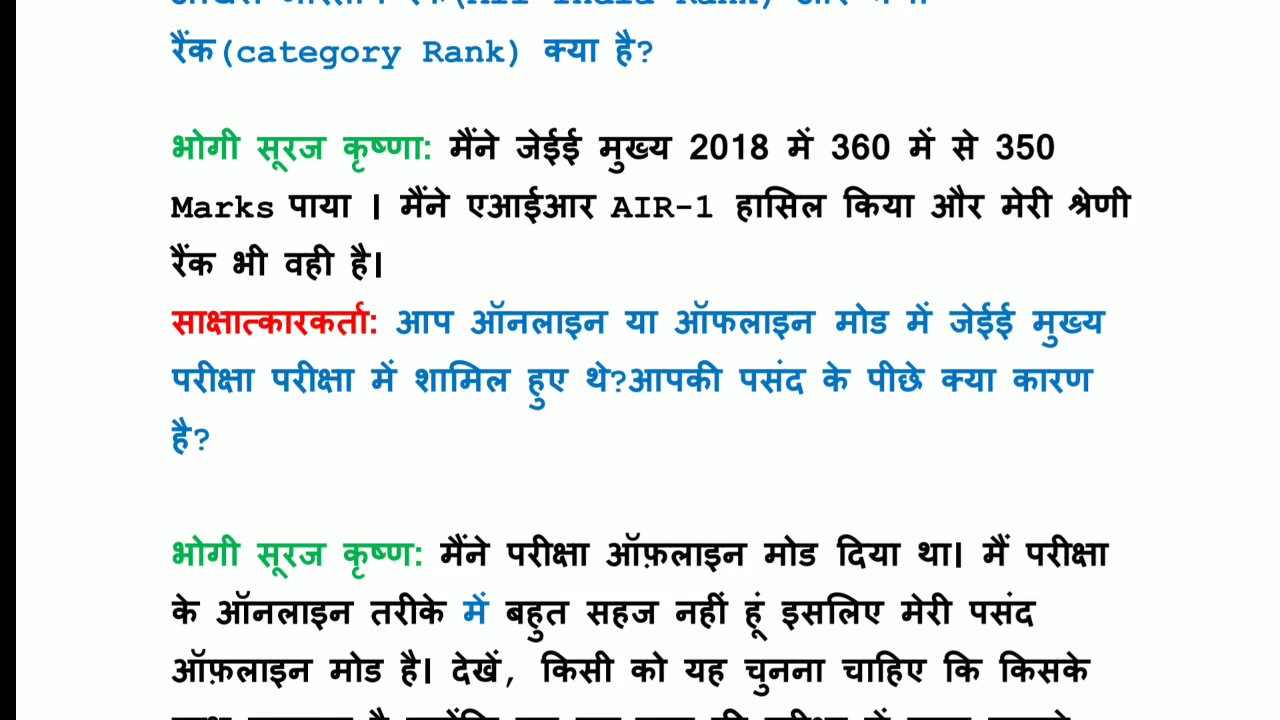 रैंक(category Rank) क्या है?
भोगी सूरज कृष्णा: मैंने जेईई मुख्य 2018 में 360 में से 350
Marks पाया । मैंने एआईआर AIR-1 हासिल किया और मेरी श्रेणी
रैंक भी वही है।
साक्षात्कारकर्ता: आप ऑनलाइन या ऑफलाइन मोड में जेईई मुख्य
परीक्षा परीक्षा में शामिल हुए थे?आपकी पसंद के पीछे क्या कारण
है?
भोगी सूरज कृष्ण: मैंने परीक्षा ऑफ़लाइन मोड दिया था। मैं परीक्षा
के ऑनलाइन तरीके में बहुत सहज नहीं हूं इसलिए मेरी पसंद
ऑफ़लाइन मोड है। देखें, किसी को यह चुनना चाहिए कि किसके